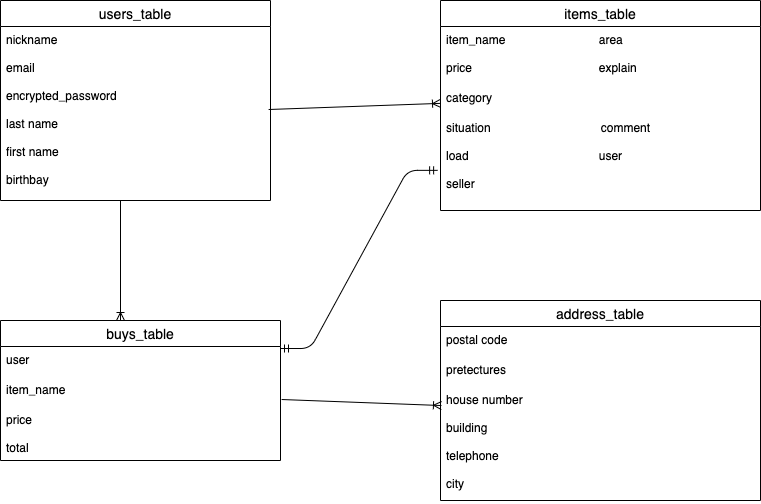 users_table
nickname
email
encrypted_password
last name
first name
birthbay
items_table
item_name area
price explain
category
situation comment
load user
seller
buys_table
user
item_name
price
total
address_table
postal code
pretectures
house number
building
telephone
city